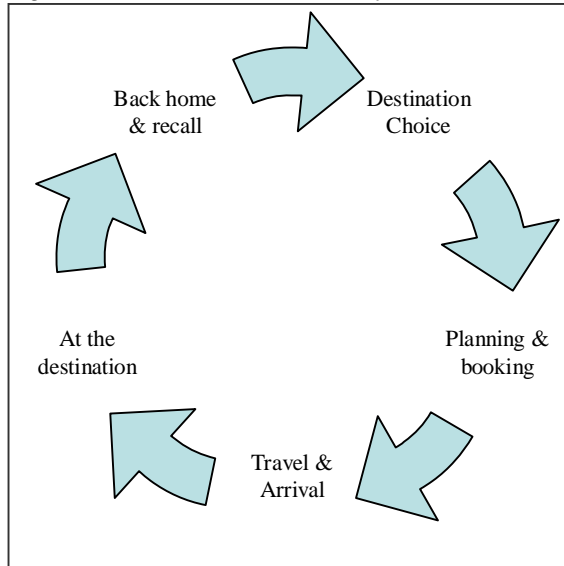 Back home
& recall
Destination
Choice
Planning &
booking
Travel &
Arrival
At the
destination